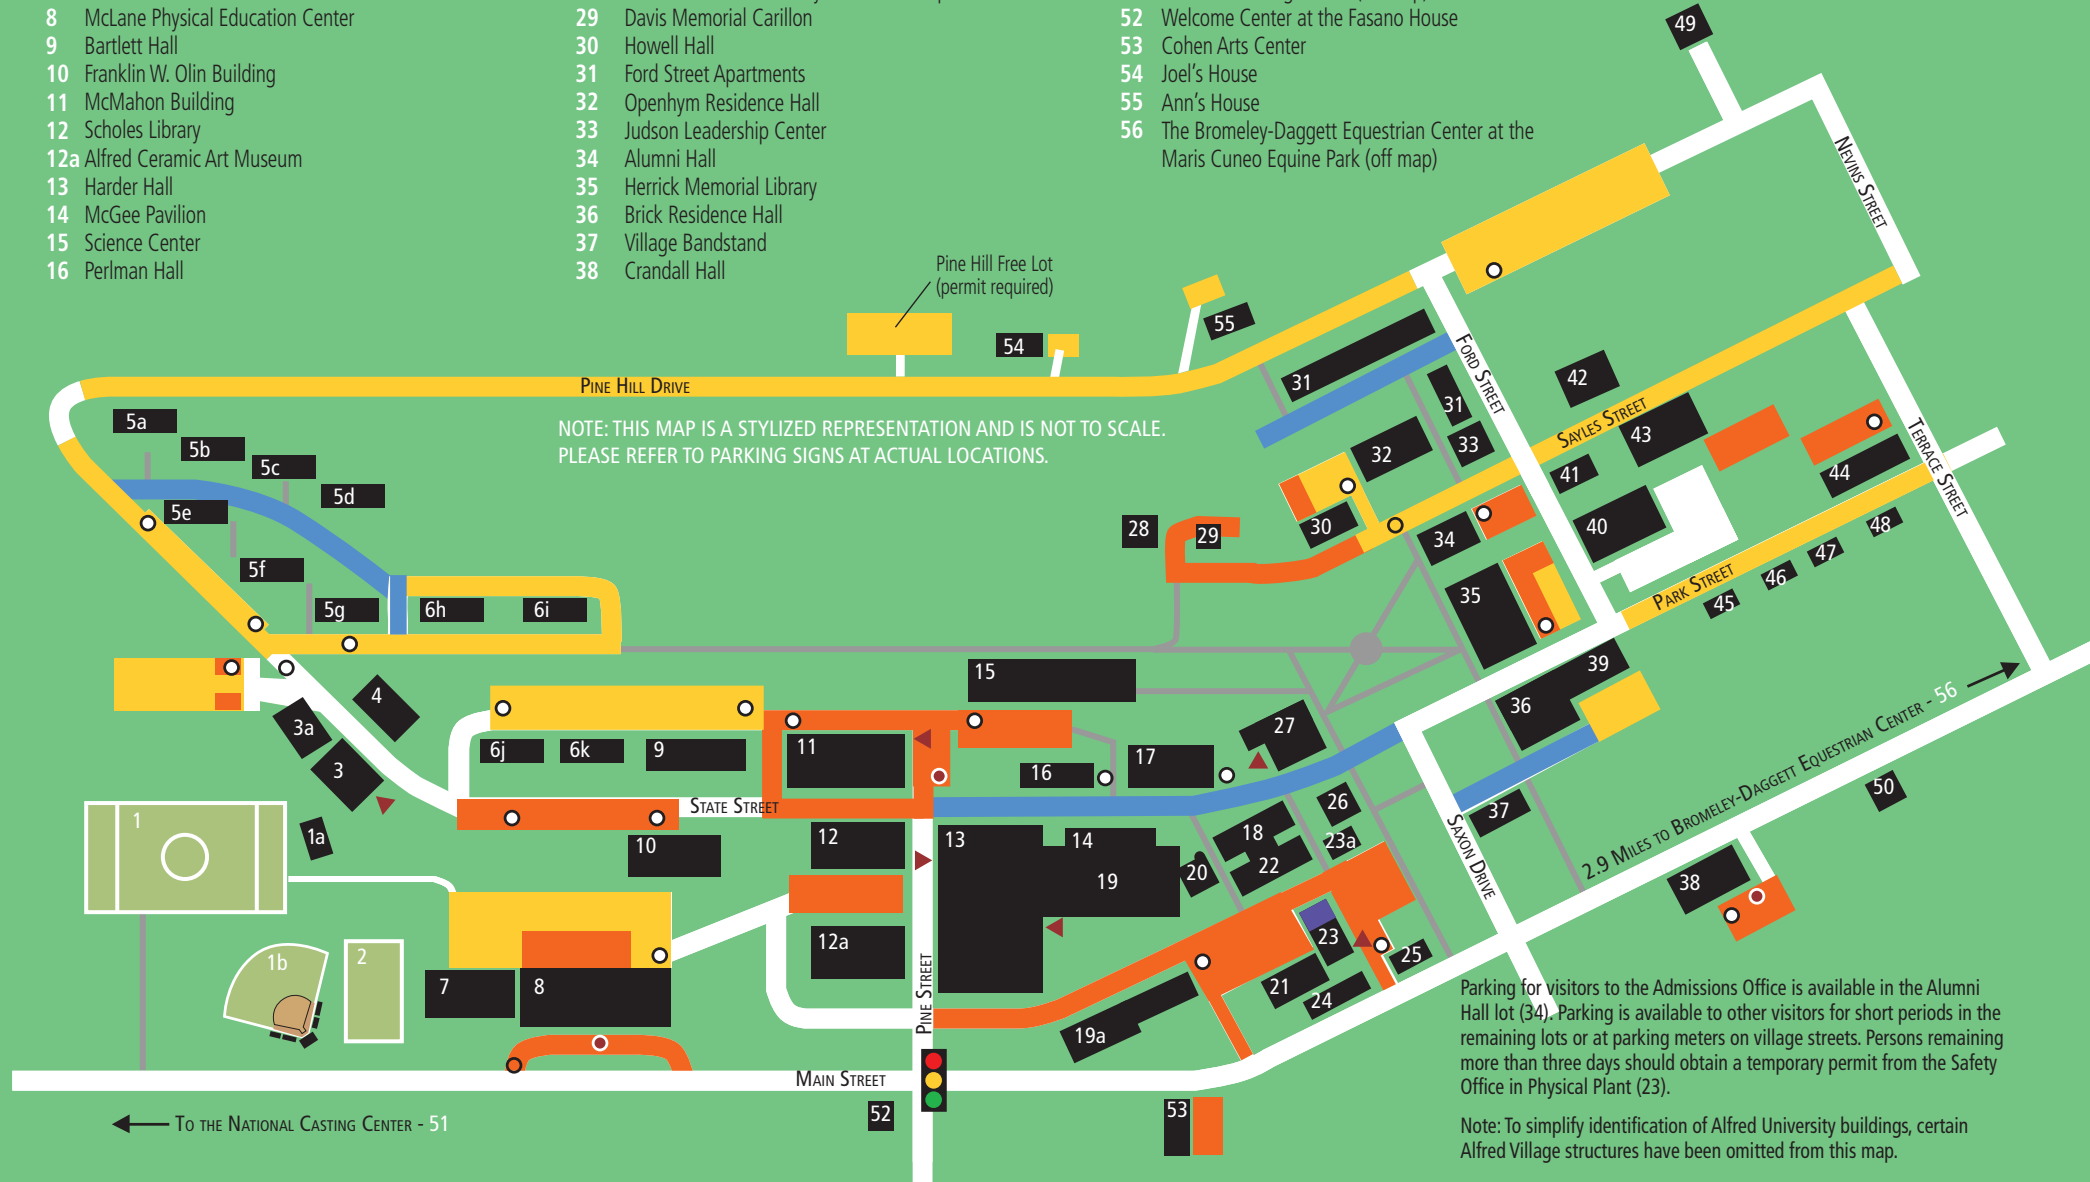 8 McLane Physical Education Center
9 Bartlett Hall
10 Franklin W. Olin Building
11 McMahon Building
12 Scholes Library
12a Alfred Ceramic Art Museum
13 Harder Hall
14 McGee Pavilion
15 Science Center
16 Perlman Hall
29 Davis Memorial Carillon
30 Howell Hall
31 Ford Street Apartments
32 Openhym Residence Hall
33 Judson Leadership Center
34 Alumni Hall
35 Herrick Memorial Library
36 Brick Residence Hall
37 Village Bandstand
38 Crandall Hall
52 Welcome Center at the Fasano House
53 Cohen Arts Center
54 Joel's House
55 Ann's House
56 The Bromeley-Daggett Equestrian Center at the
Maris Cuneo Equine Park (off map)
49
Nevins Street
Pine Hill Free Lot
(permit required)
55
54
Pine Hill Drive
31
Ford Street
42
5a
5b
5c
5d
5e
5f
5g
6h
6i
NOTE: THIS MAP IS A STYLIZED REPRESENTATION AND IS NOT TO SCALE.
PLEASE REFER TO PARKING SIGNS AT ACTUAL LOCATIONS.
31
33
32
Sayles Street
43
41
44
Terrace Street
28
29
30
34
40
48
47
46
45
Park Street
35
39
36
4
3a
3
15
27
6j
6k
9
11
16
17
State Street
26
37
50
2.9 Miles to Bromeley-Daggett Equestrian Center - 56
Saxon Drive
1
1a
10
12
13
14
19
18
22
23a
20
38
12a
23
25
1b
2
7
8
21
24
19a
Pine Street
Main Street
52
53
To the National Casting Center - 51
Parking for visitors to the Admissions Office is available in the Alumni
Hall lot (34). Parking is available to other visitors for short periods in the
remaining lots or at parking meters on village streets. Persons remaining
more than three days should obtain a temporary permit from the Safety
Office in Physical Plant (23).
Note: To simplify identification of Alfred University buildings, certain
Alfred Village structures have been omitted from this map.